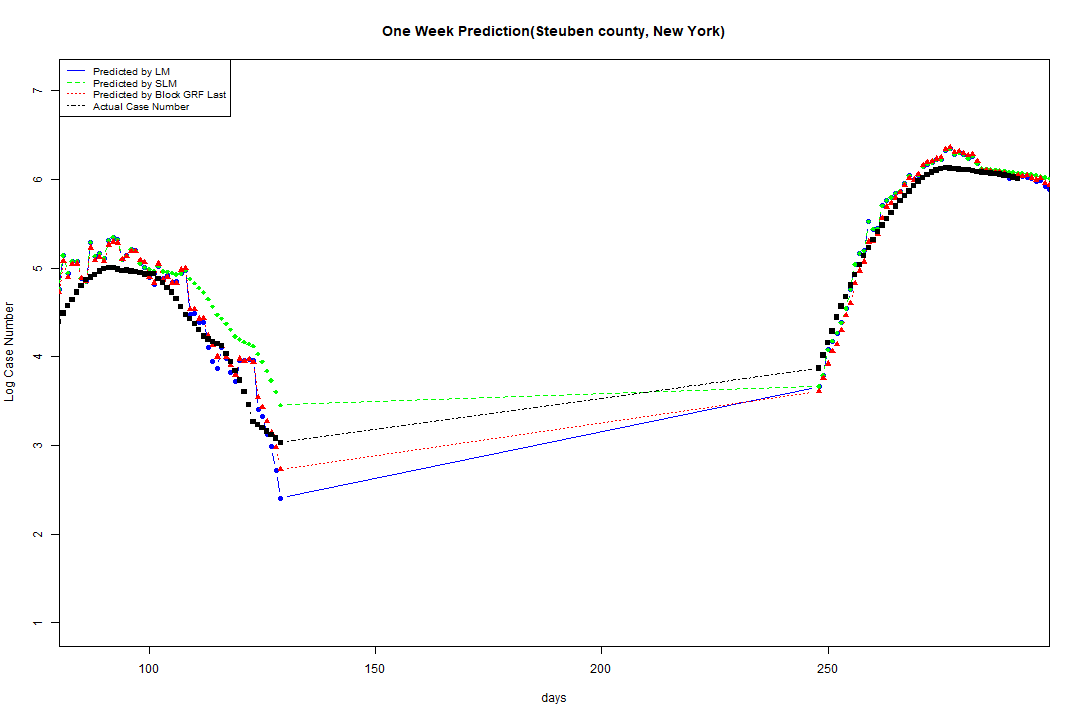 One Week Prediction(Steuben county, New York)
Predicted by LM
Predicted by SLM
Predicted by Block GRF Last
Actual Case Number
Log Case Number
7
6
5
4
3
2
1
100 150 200 250
days